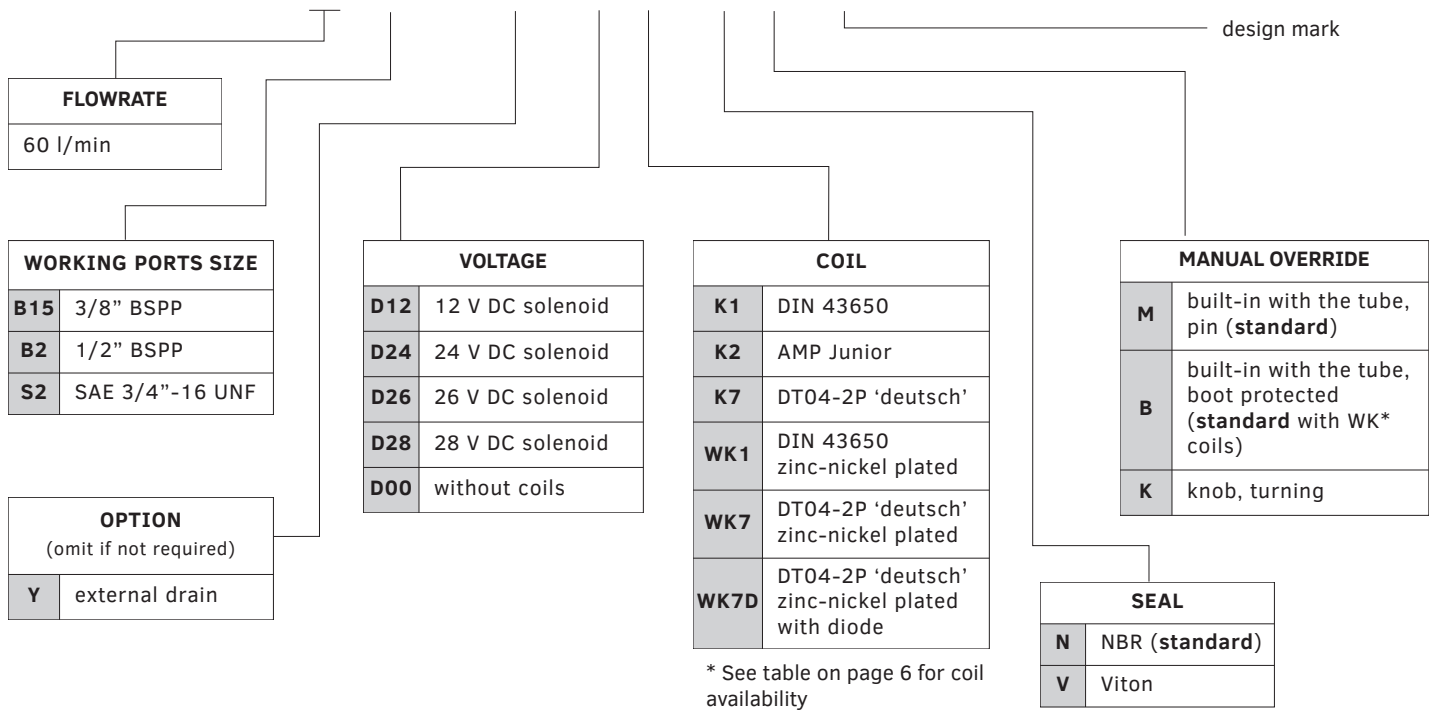 design mark
FLOWRATE
60 l/min
WORKING PORTS SIZE
B15 3/8” BSPP
B2 1/2” BSPP
S2 SAE 3/4”-16 UNF
OPTION
(omit if not required)
Y external drain
VOLTAGE
D12 12 V DC solenoid
D24 24 V DC solenoid
D26 26 V DC solenoid
D28 28 V DC solenoid
D00 without coils
COIL
K1 DIN 43650
K2 AMP Junior
K7 DT04-2P ‘deutsch’
WK1 DIN 43650
zinc-nickel plated
WK7 DT04-2P ‘deutsch’
zinc-nickel plated
WK7D DT04-2P ‘deutsch’
zinc-nickel plated
with diode
* See table on page 6 for coil
availability
MANUAL OVERRIDE
M built-in with the tube,
pin (standard)
B built-in with the tube,
boot protected
(standard with WK*
coils)
K knob, turning
SEAL
N NBR (standard)
V Viton